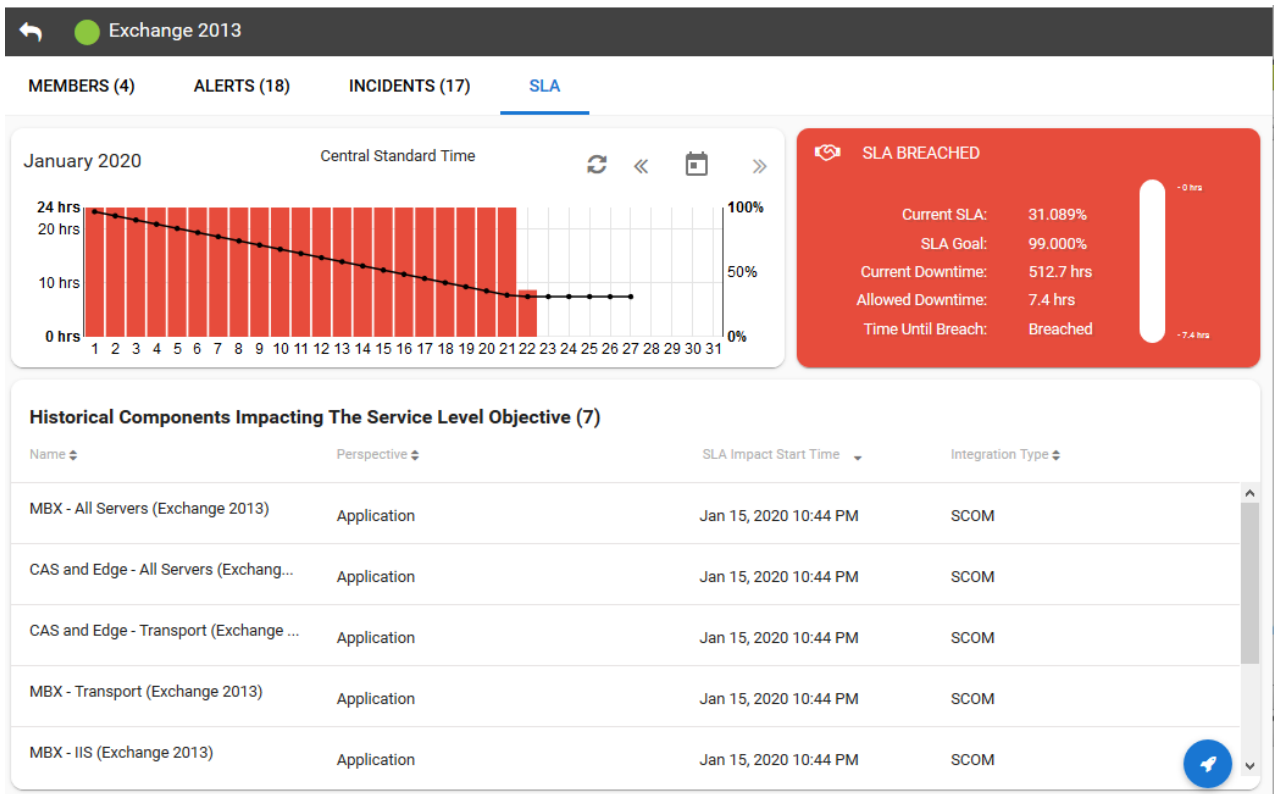 Exchange 2013
MEMBERS (4) ALERTS (18) INCIDENTS (17) SLA
January 2020 Central Standard Time
24 hrs
20 hrs
10 hrs
0 hrs
100%
50%
0%
1 2 3 4 5 6 7 8 9 10 11 12 13 14 15 16 17 18 19 20 21 22 23 24 25 26 27 28 29 30 31
SLA BREACHED
Current SLA: 31.089%
SLA Goal: 99.000%
Current Downtime: 512.7 hrs
Allowed Downtime: 7.4 hrs
Time Until Breach: Breached
- 0 hrs
- 7.4 hrs
Historical Components Impacting The Service Level Objective (7)
Name Perspective SLA Impact Start Time Integration Type
MBX - All Servers (Exchange 2013) Application Jan 15, 2020 10:44 PM SCOM
CAS and Edge - All Servers (Exchang... Application Jan 15, 2020 10:44 PM SCOM
CAS and Edge - Transport (Exchange ... Application Jan 15, 2020 10:44 PM SCOM
MBX - Transport (Exchange 2013) Application Jan 15, 2020 10:44 PM SCOM
MBX - IIS (Exchange 2013) Application Jan 15, 2020 10:44 PM SCOM